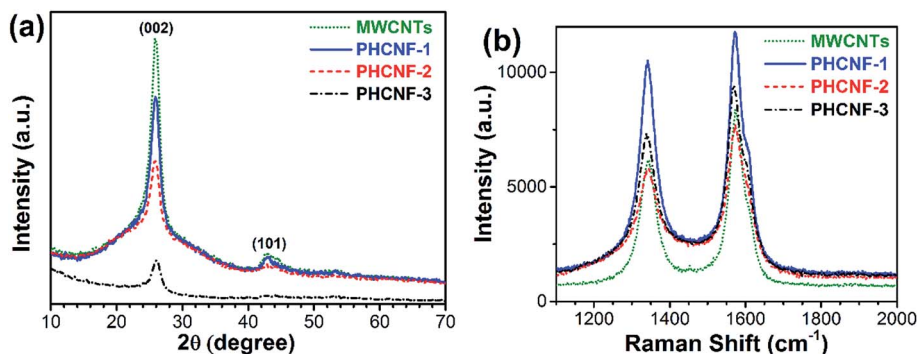 (a)
(002)
(101)
MWCNTs
PHCNF-1
PHCNF-2
PHCNF-3
Intensity (a.u.)
10 20 30 40 50 60 70
2θ (degree)
(b)
MWCNTs
PHCNF-1
PHCNF-2
PHCNF-3
Intensity (a.u.)
10000
5000
0
1200 1400 1600 1800 2000
Raman Shift (cm⁻¹)